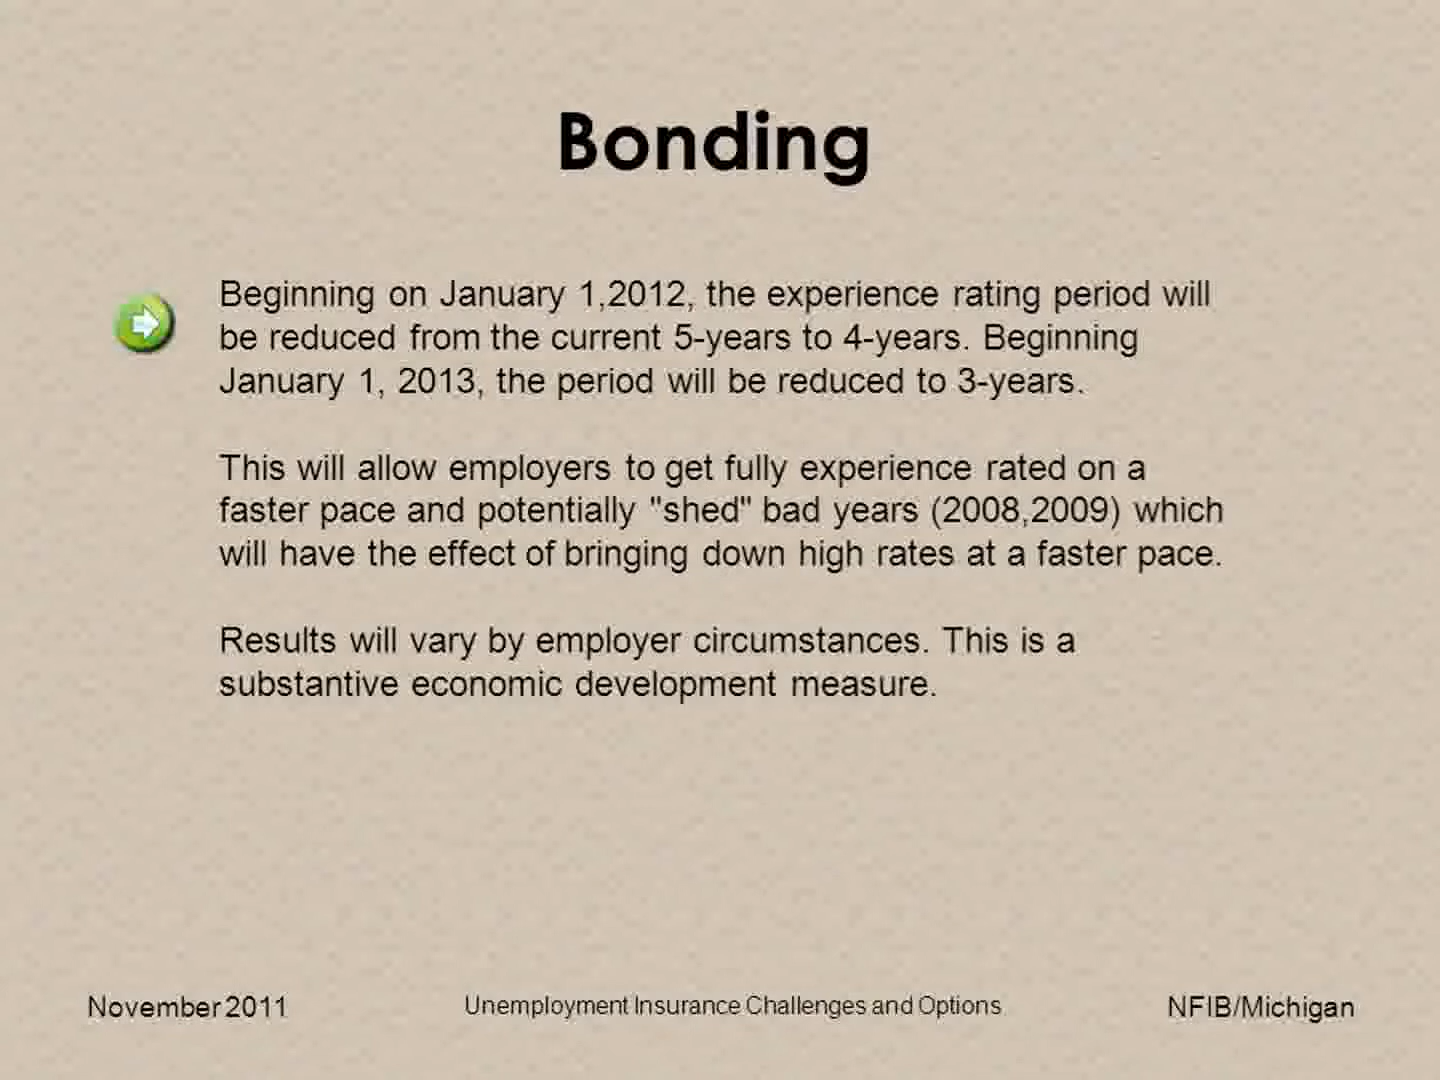 Bonding
Beginning on January 1,2012, the experience rating period will
be reduced from the current 5-years to 4-years. Beginning
January 1, 2013, the period will be reduced to 3-years.
This will allow employers to get fully experience rated on a
faster pace and potentially "shed" bad years (2008,2009) which
will have the effect of bringing down high rates at a faster pace.
Results will vary by employer circumstances. This is a
substantive economic development measure.
November 2011
Unemployment Insurance Challenges and Options
NFIB/Michigan